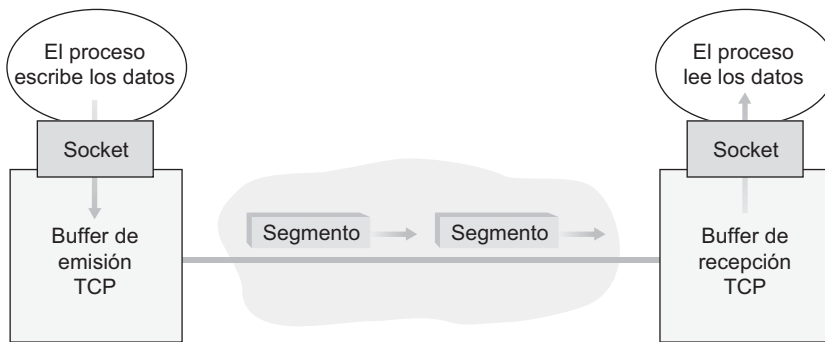 El proceso
escribe los datos
Socket
Buffer de
emisión
TCP
Segmento
Segmento
El proceso
lee los datos
Socket
Buffer de
recepción
TCP